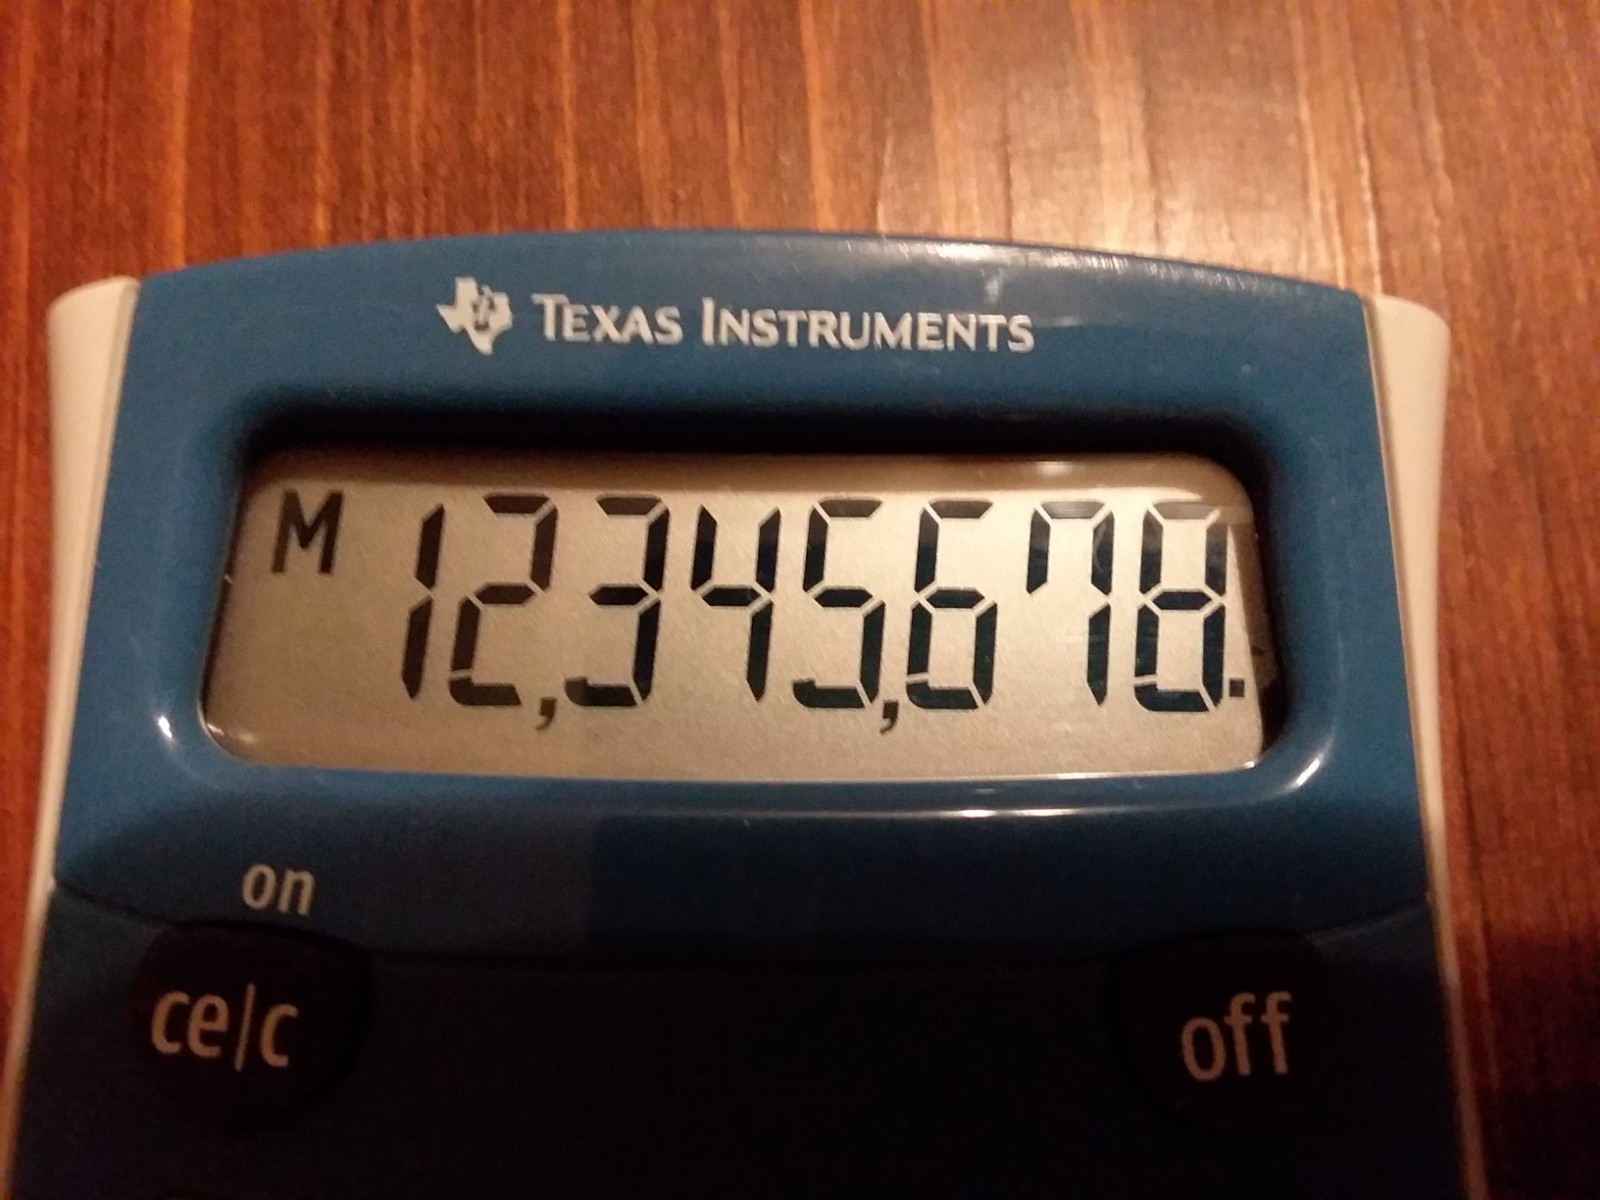 TEXAS INSTRUMENTS
M 12,345,678.
on
ce/c
off